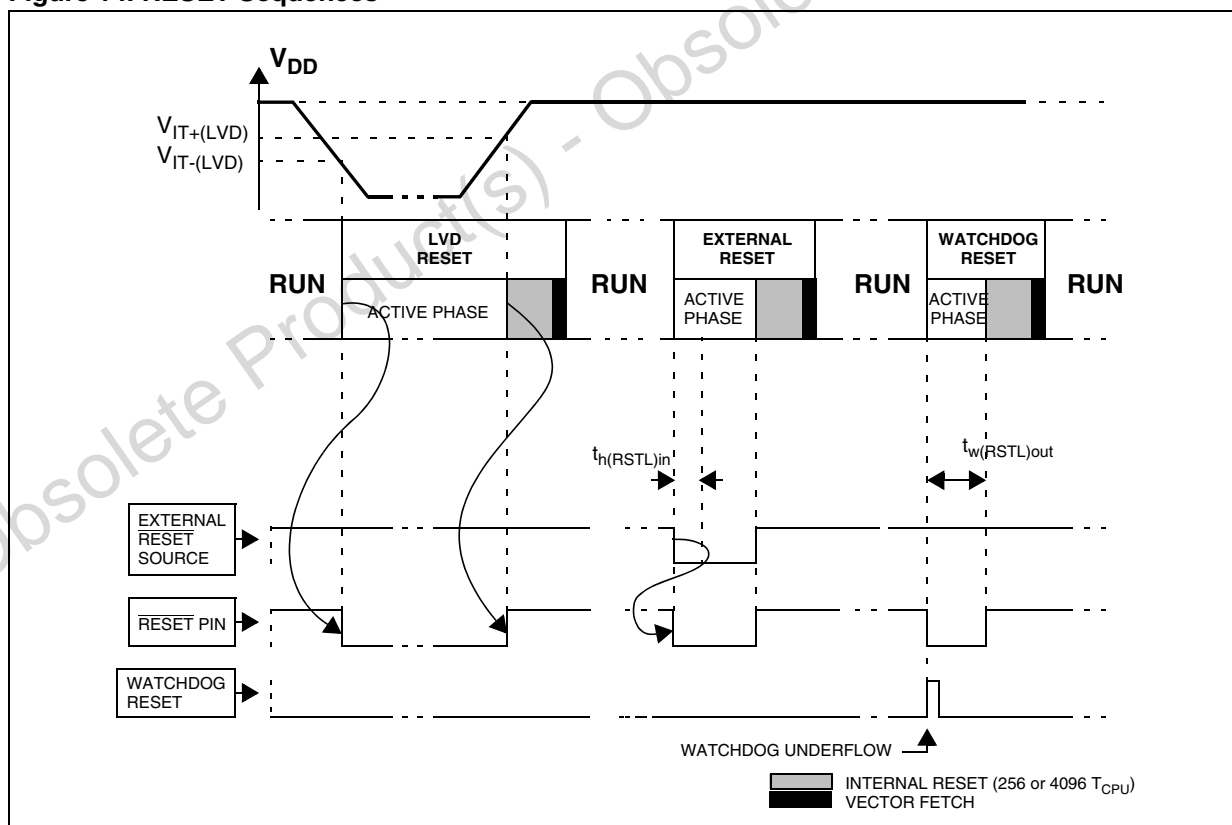 Figure 14. RESET Sequences
VDD
VIT+(LVD)
VIT-(LVD)
LVD
RESET
EXTERNAL
RESET
WATCHDOG
RESET
RUN
ACTIVE PHASE
RUN
ACTIVE
PHASE
RUN
ACTIVE
PHASE
RUN
th(RSTL)in
tw(RSTL)out
EXTERNAL
RESET
SOURCE
RESET PIN
WATCHDOG
RESET
WATCHDOG UNDERFLOW
INTERNAL RESET (256 or 4096 TCPU)
VECTOR FETCH
Obsolete Product(s) - Obsole